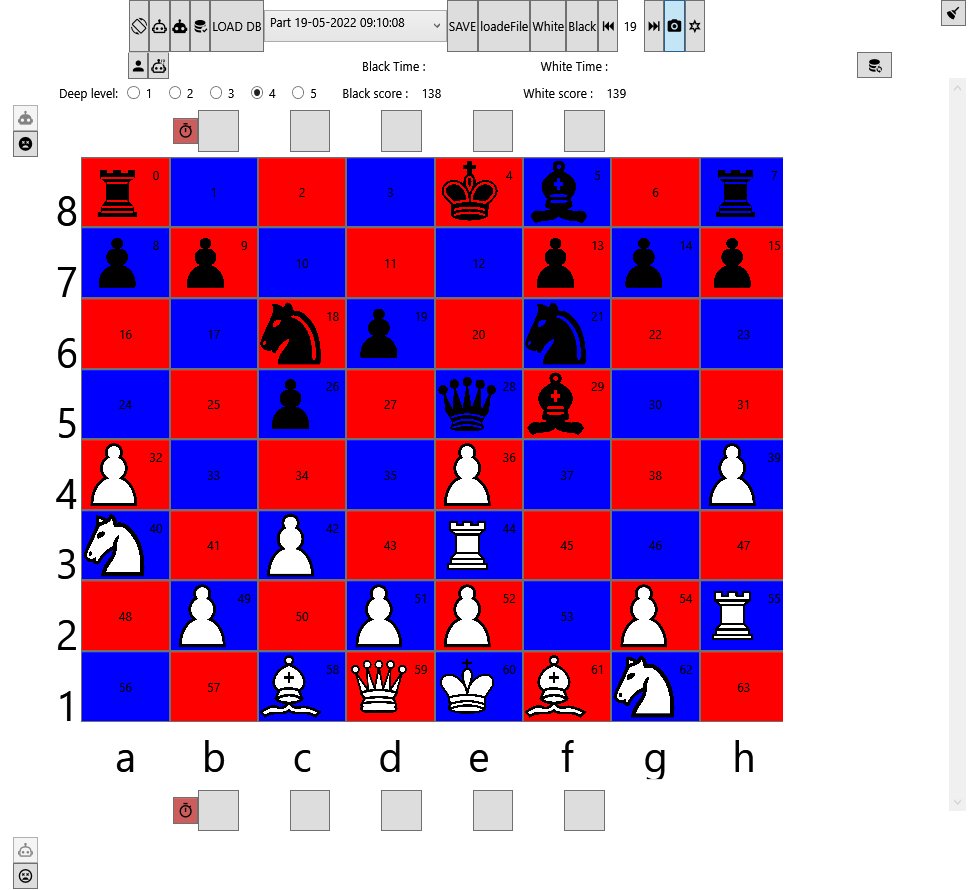 LOAD DB Part 19-05-2022 09:10:08 SAVE loadeFile White Black 19
Black Time : White Time :
Deep level: 1 2 3 4 5 Black score : 138 White score : 139
8 0 1 2 3 4 5 6 7
7 8 9 10 11 12 13 14 15
6 16 17 18 19 20 21 22 23
5 24 25 26 27 28 29 30 31
4 32 33 34 35 36 37 38 39
3 40 41 42 43 44 45 46 47
2 48 49 50 51 52 53 54 55
1 56 57 58 59 60 61 62 63
a b c d e f g h